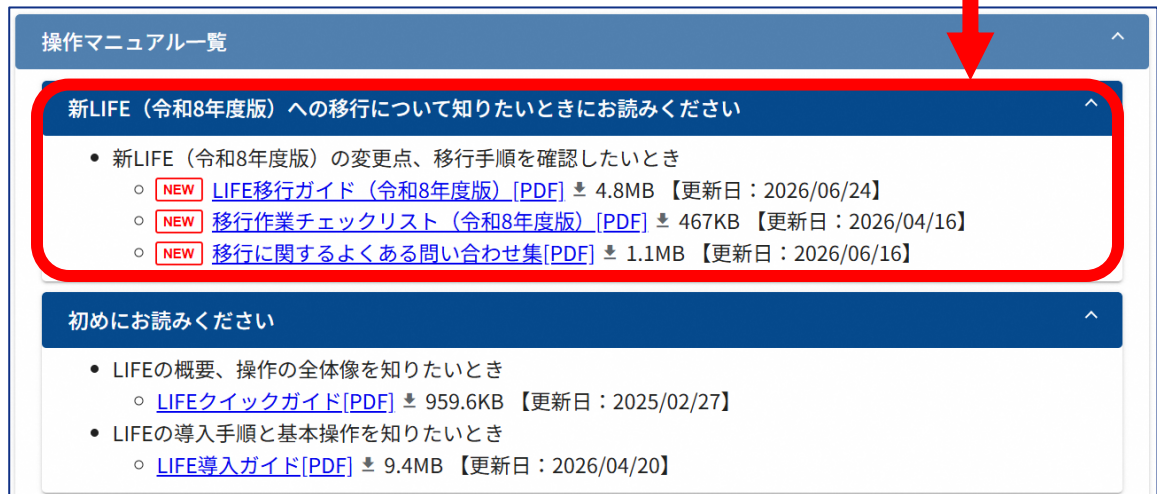 操作マニュアル一覧
新LIFE（令和8年度版）への移行について知りたいときにお読みください
新LIFE（令和8年度版）の変更点、移行手順を確認したいとき
NEW LIFE移行ガイド（令和8年度版）[PDF] 4.8MB 【更新日：2026/06/24】
NEW 移行作業チェックリスト（令和8年度版）[PDF] 467KB 【更新日：2026/04/16】
NEW 移行に関するよくある問い合わせ集[PDF] 1.1MB 【更新日：2026/06/16】
初めにお読みください
LIFEの概要、操作の全体像を知りたいとき
LIFEクイックガイド[PDF] 959.6KB 【更新日：2025/02/27】
LIFEの導入手順と基本操作を知りたいとき
LIFE導入ガイド[PDF] 9.4MB 【更新日：2026/04/20】